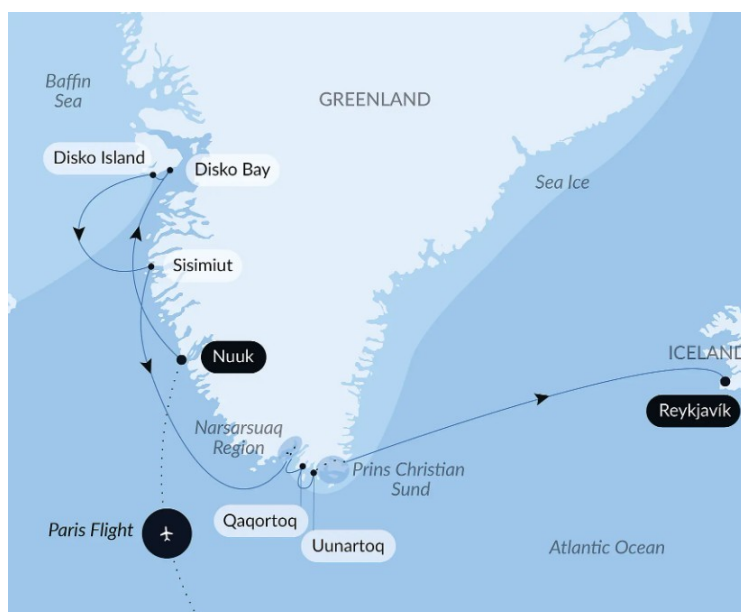 Baffin
Sea
GREENLAND
Disko Island
Disko Bay
Sea Ice
Sisimiut
Nuuk
ICELAND
Reykjavík
Narsarsuaq
Region
Prins Christian
Sund
Qaqortoq
Paris Flight
Uunartoq
Atlantic Ocean